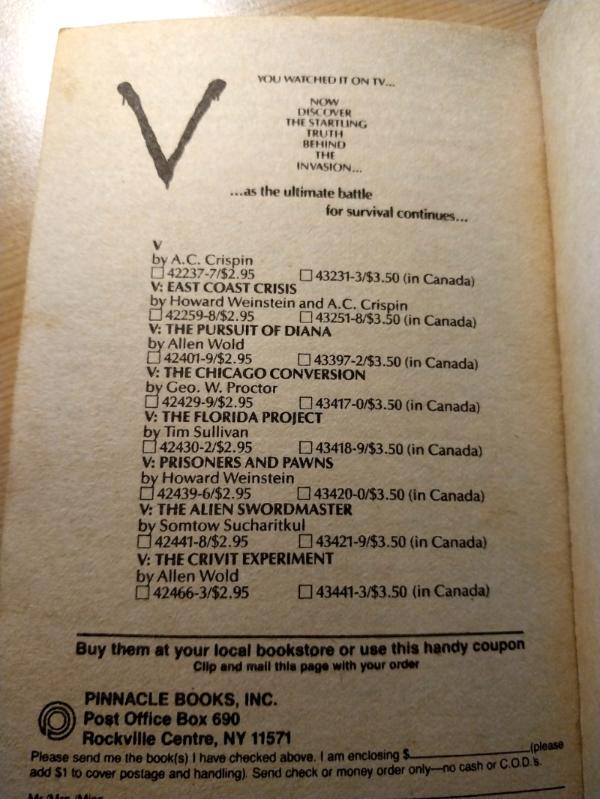 V
YOU WATCHED IT ON TV...
NOW
DISCOVER
THE STARTLING
TRUTH
BEHIND
THE
INVASION...
...as the ultimate battle
for survival continues...
V
by A.C. Crispin
42237-7/$2.95 43231-3/$3.50 (in Canada)
V: EAST COAST CRISIS
by Howard Weinstein and A.C. Crispin
42259-8/$2.95 43251-8/$3.50 (in Canada)
V: THE PURSUIT OF DIANA
by Allen Wold
42401-9/$2.95 43397-2/$3.50 (in Canada)
V: THE CHICAGO CONVERSION
by Geo. W. Proctor
42429-9/$2.95 43417-0/$3.50 (in Canada)
V: THE FLORIDA PROJECT
by Tim Sullivan
42430-2/$2.95 43418-9/$3.50 (in Canada)
V: PRISONERS AND PAWNS
by Howard Weinstein
42439-6/$2.95 43420-0/$3.50 (in Canada)
V: THE ALIEN SWORDMASTER
by Somtow Sucharitkul
42441-8/$2.95 43421-9/$3.50 (in Canada)
V: THE CRIVIT EXPERIMENT
by Allen Wold
42466-3/$2.95 43441-3/$3.50 (in Canada)
Buy them at your local bookstore or use this handy coupon
Clip and mail this page with your order
PINNACLE BOOKS, INC.
Post Office Box 690
Rockville Centre, NY 11571
Please send me the book(s) I have checked above. I am enclosing $ (please
add $1 to cover postage and handling). Send check or money order only—no cash or C.O.D.'s.